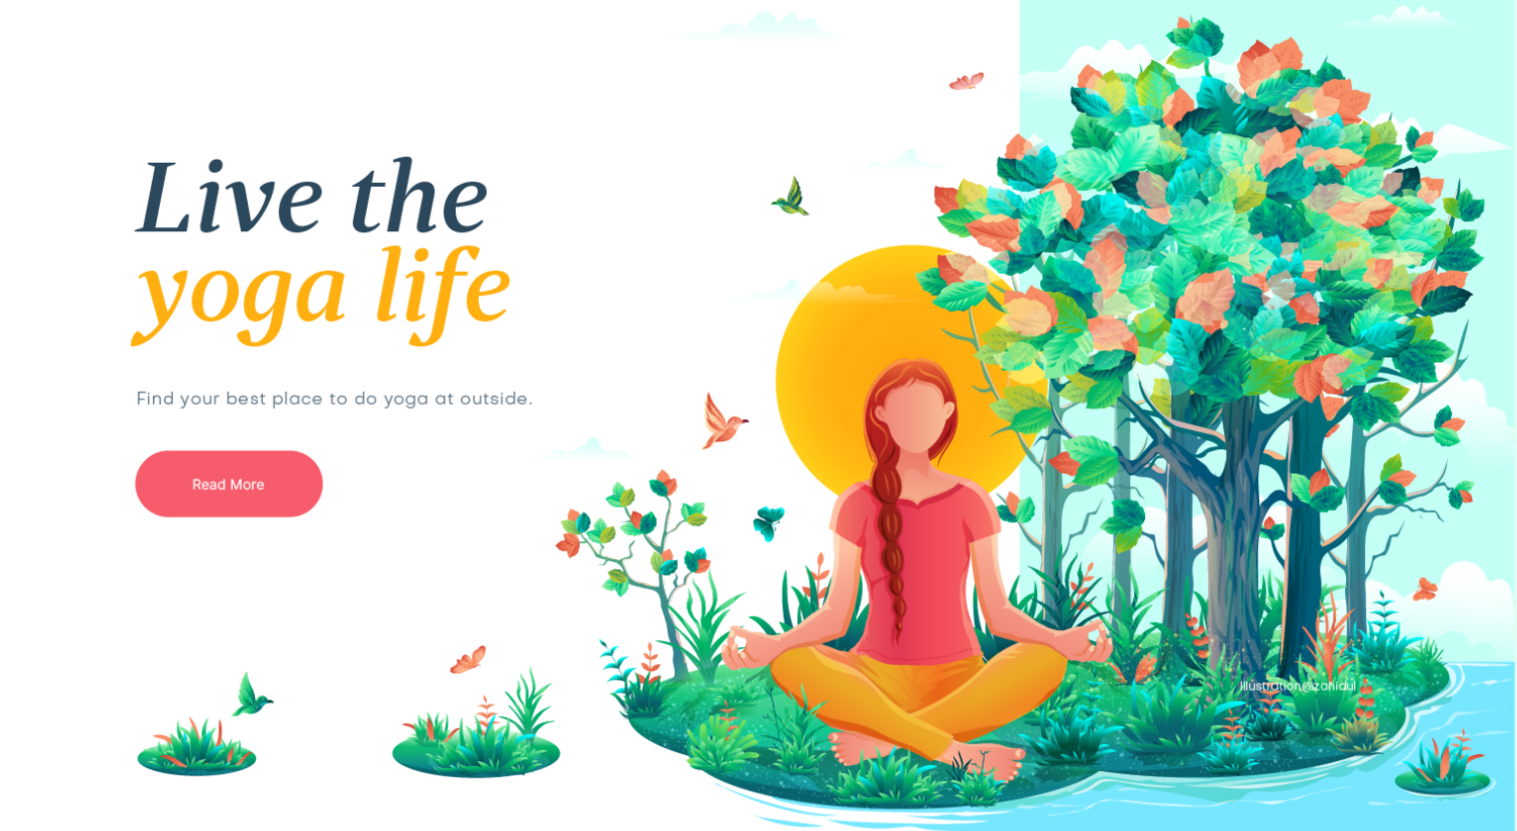 Live the
yoga life
Find your best place to do yoga at outside.
Read More
Illustration@zahidul